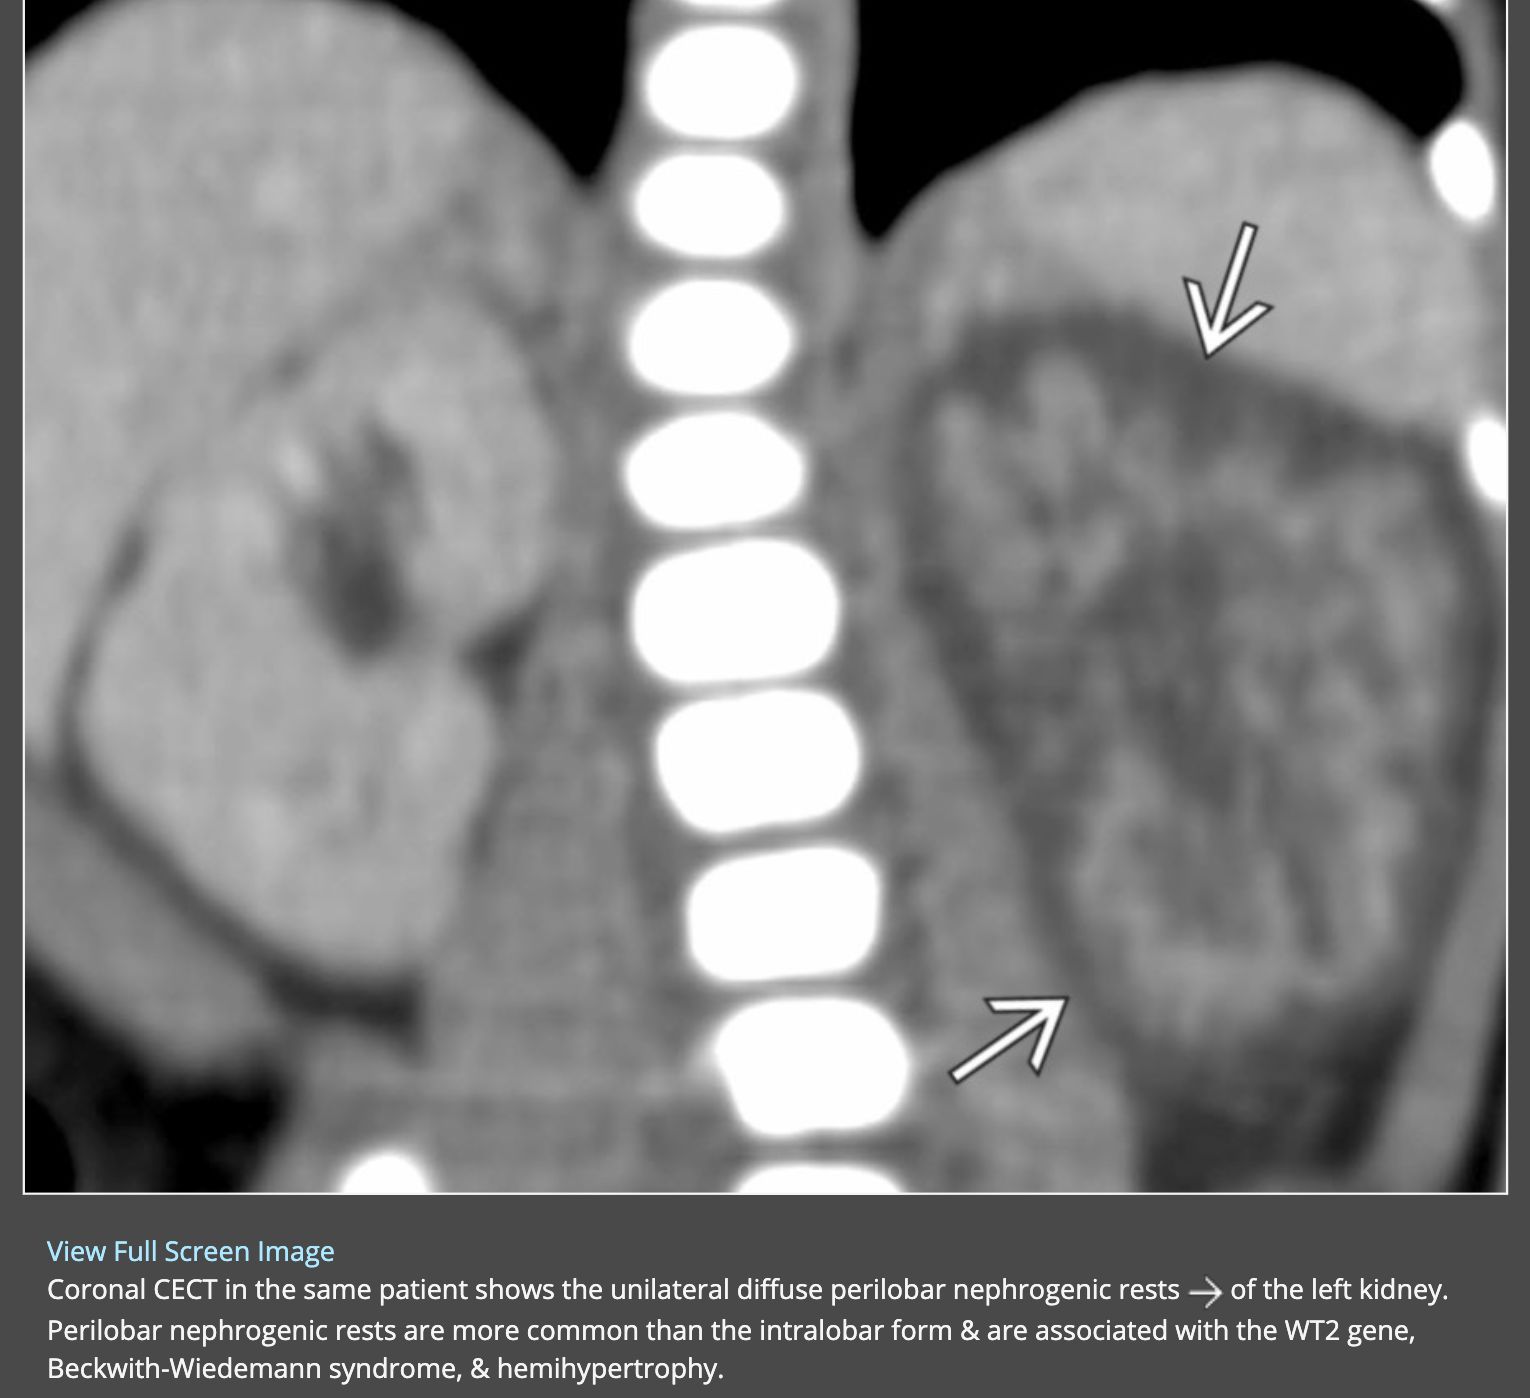 View Full Screen Image
Coronal CECT in the same patient shows the unilateral diffuse perilobar nephrogenic rests → of the left kidney.
Perilobar nephrogenic rests are more common than the intralobar form & are associated with the WT2 gene,
Beckwith-Wiedemann syndrome, & hemihypertrophy.